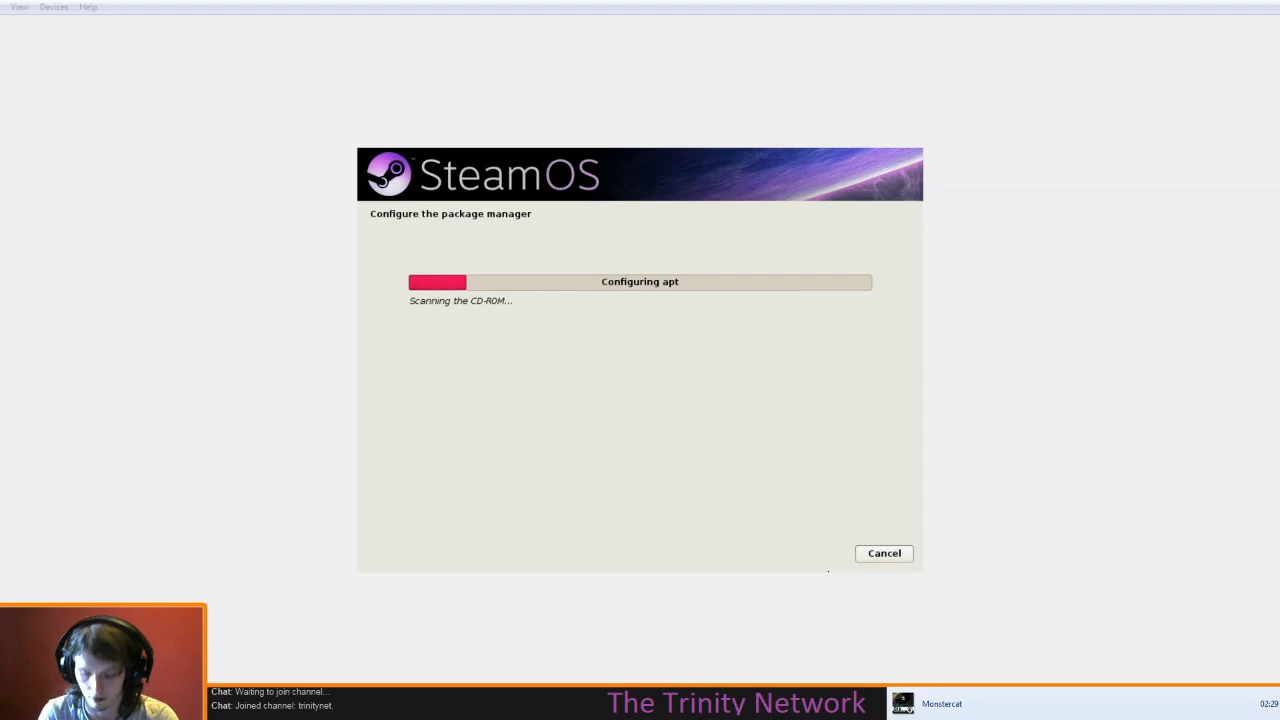 View Devices Help
SteamOS
Configure the package manager
Configuring apt
Scanning the CD-ROM...
Cancel
Chat: Waiting to join channel...
Chat: Joined channel: trinitynet.
The Trinity Network
Monstercat
02:29